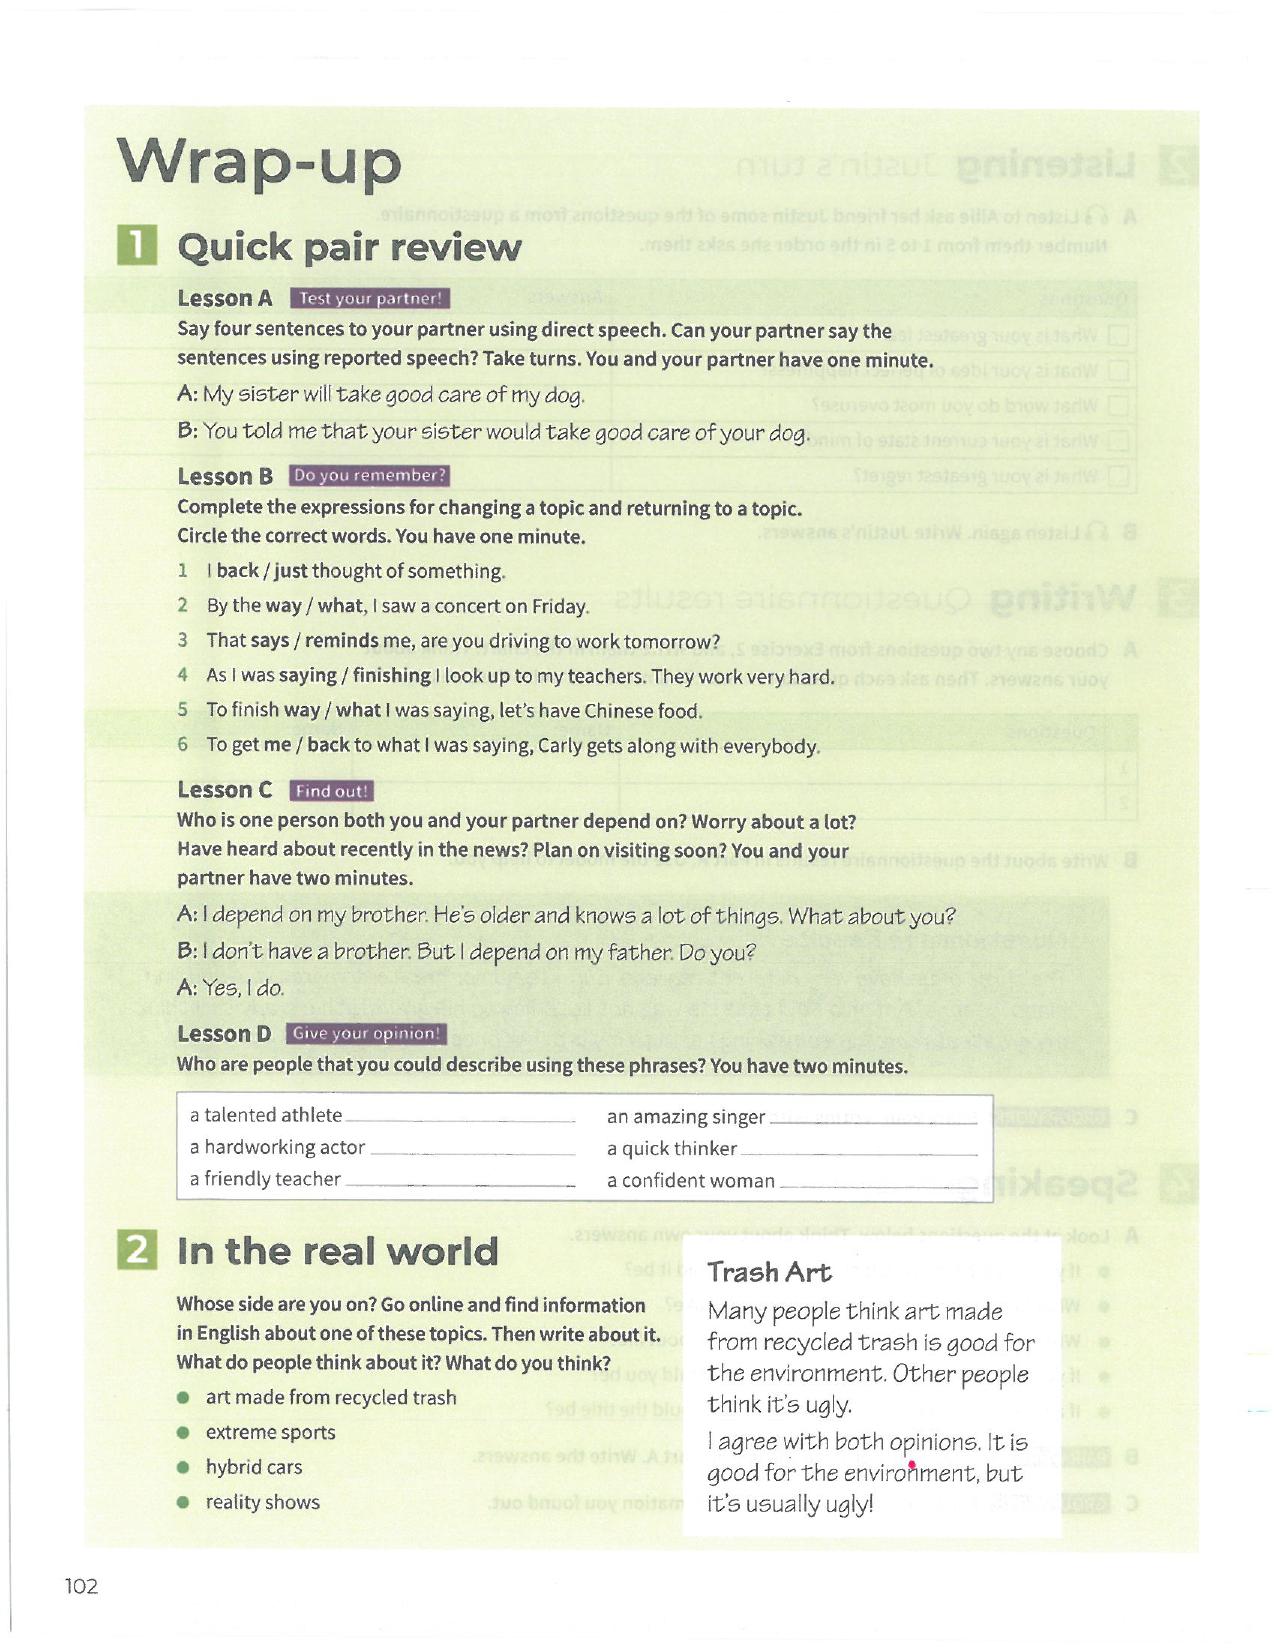 Wrap-up
1 Quick pair review
Lesson A Test your partner!
Say four sentences to your partner using direct speech. Can your partner say the
sentences using reported speech? Take turns. You and your partner have one minute.
A: My sister will take good care of my dog.
B: You told me that your sister would take good care of your dog.
Lesson B Do you remember?
Complete the expressions for changing a topic and returning to a topic.
Circle the correct words. You have one minute.
1 I back / just thought of something.
2 By the way / what, I saw a concert on Friday.
3 That says / reminds me, are you driving to work tomorrow?
4 As I was saying / finishing I look up to my teachers. They work very hard.
5 To finish way / what I was saying, let's have Chinese food.
6 To get me / back to what I was saying, Carly gets along with everybody.
Lesson C Find out!
Who is one person both you and your partner depend on? Worry about a lot?
Have heard about recently in the news? Plan on visiting soon? You and your
partner have two minutes.
A: I depend on my brother. He's older and knows a lot of things. What about you?
B: I don't have a brother. But I depend on my father. Do you?
A: Yes, I do.
Lesson D Give your opinion!
Who are people that you could describe using these phrases? You have two minutes.
a talented athlete
a hardworking actor
a friendly teacher
an amazing singer
a quick thinker
a confident woman
2 In the real world
Whose side are you on? Go online and find information
in English about one of these topics. Then write about it.
What do people think about it? What do you think?
● art made from recycled trash
● extreme sports
● hybrid cars
● reality shows
Trash Art
Many people think art made
from recycled trash is good for
the environment. Other people
think it's ugly.
I agree with both opinions. It is
good for the environment, but
it's usually ugly!
102